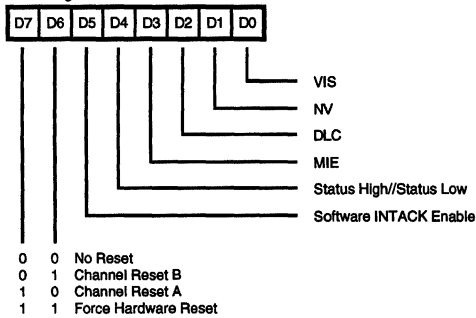 D7 D6 D5 D4 D3 D2 D1 D0
VIS
NV
DLC
MIE
Status High//Status Low
Software INTACK Enable
0 0 No Reset
0 1 Channel Reset B
1 0 Channel Reset A
1 1 Force Hardware Reset